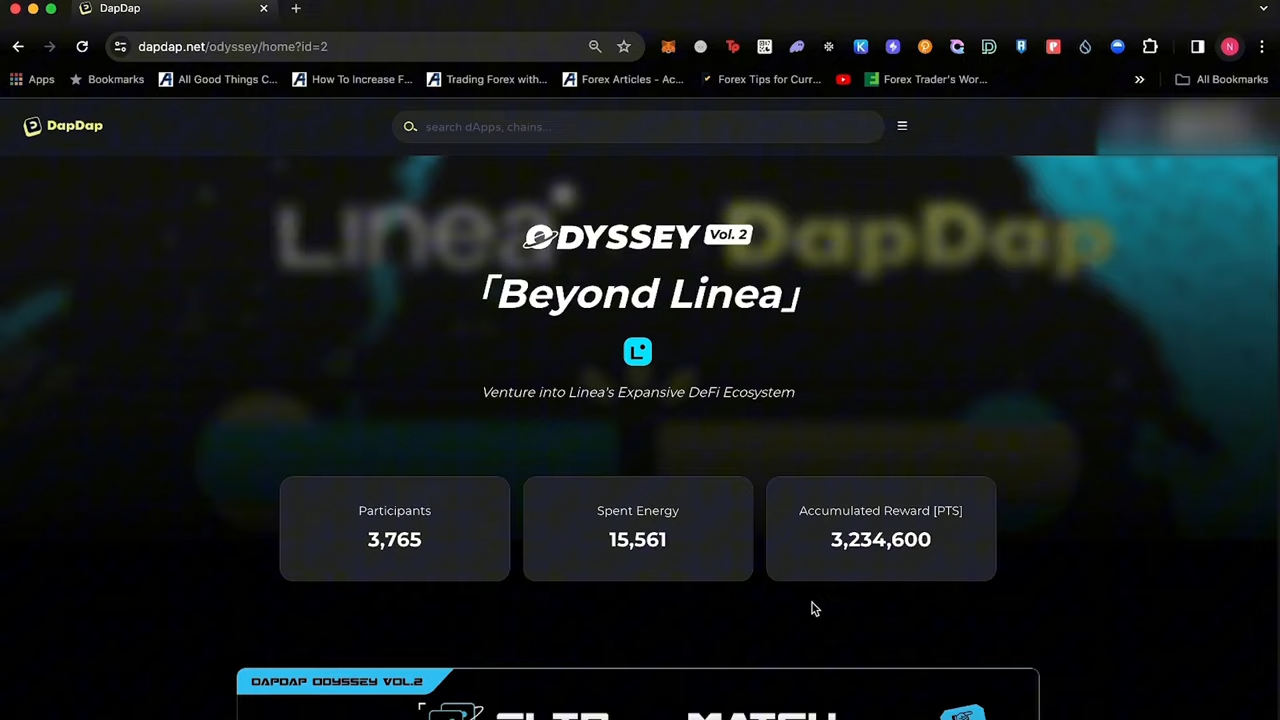 DapDap
dapdap.net/odyssey/home?id=2
N
Apps
Bookmarks
All Good Things C...
How To Increase F...
Trading Forex with...
Forex Articles - Ac...
Forex Tips for Curr...
Forex Trader's Wor...
All Bookmarks
DapDap
search dApps, chains...
Linea
DapDap
ODYSSEY Vol. 2
「Beyond Linea」
Venture into Linea's Expansive DeFi Ecosystem
Participants
3,765
Spent Energy
15,561
Accumulated Reward [PTS]
3,234,600
DAPDAP ODYSSEY VOL.2